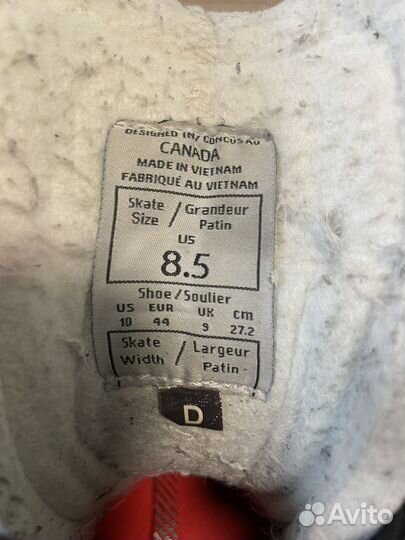 DESIGNED IN/CONÇUS AU
CANADA
MADE IN VIETNAM
FABRIQUÉ AU VIETNAM
Skate / Grandeur
Size Patin
US
8.5
Shoe/Soulier
US EUR UK cm
10 44 9 27.2
Skate / Largeur
Width Patin
D
Avito